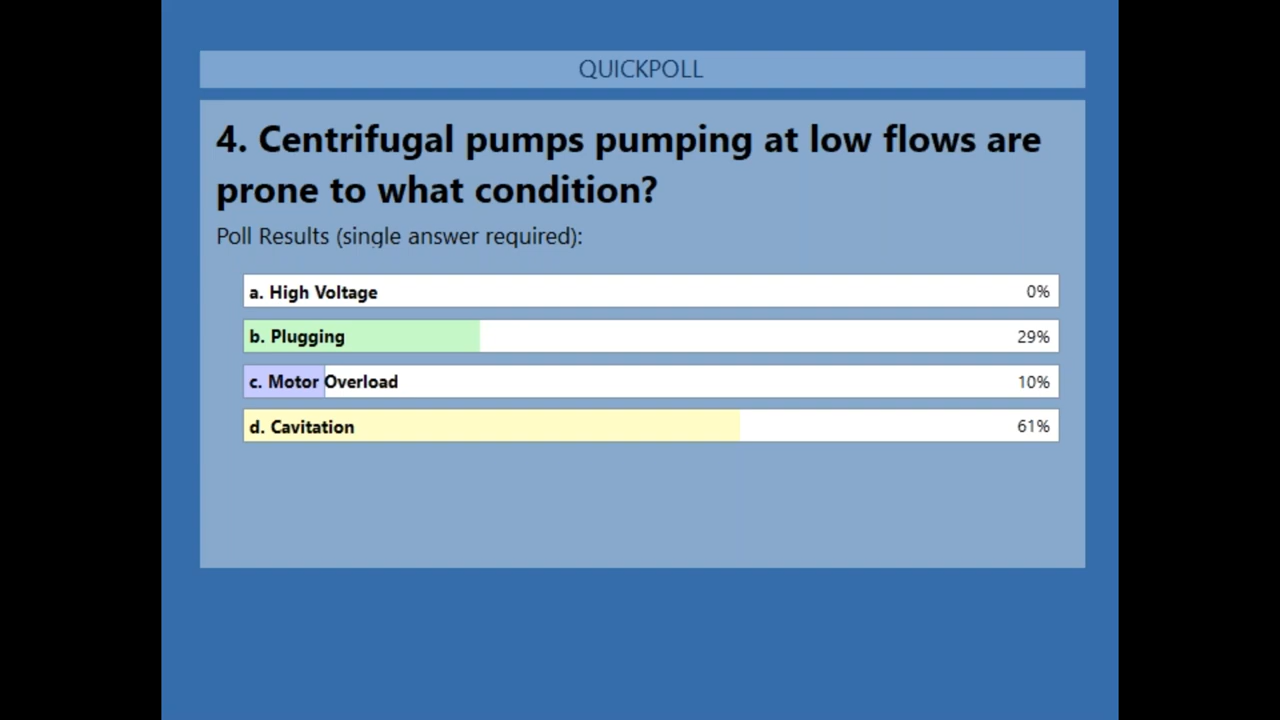 QUICKPOLL
4. Centrifugal pumps pumping at low flows are
prone to what condition?
Poll Results (single answer required):
a. High Voltage 0%
b. Plugging 29%
c. Motor Overload 10%
d. Cavitation 61%